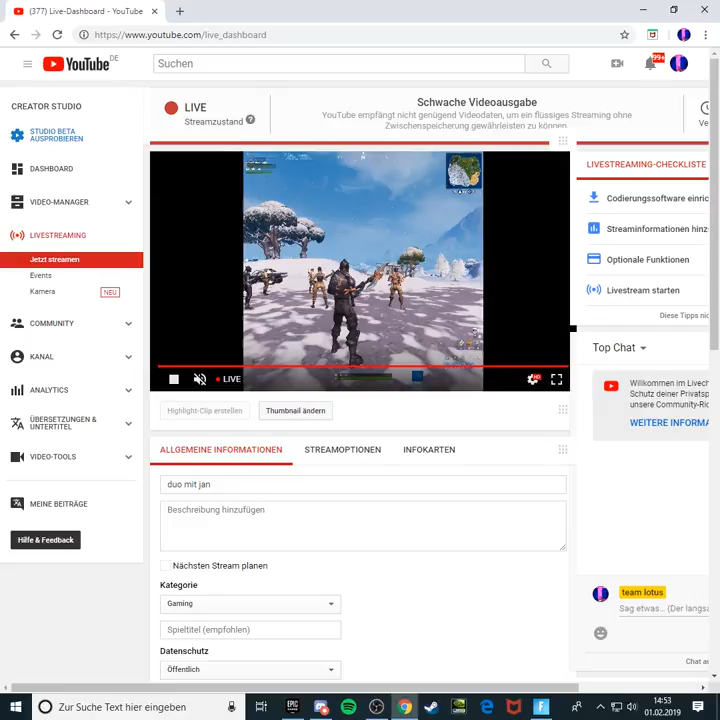 (377) Live-Dashboard - YouTube
https://www.youtube.com/live_dashboard
YouTube DE
Suchen
99+
CREATOR STUDIO
STUDIO BETA
AUSPROBIEREN
DASHBOARD
VIDEO-MANAGER
LIVESTREAMING
Jetzt streamen
Events
Kamera
NEU
COMMUNITY
KANAL
ANALYTICS
ÜBERSETZUNGEN &
UNTERTITEL
VIDEO-TOOLS
MEINE BEITRÄGE
Hilfe & Feedback
LIVE
Streamzustand
Schwache Videoausgabe
YouTube empfängt nicht genügend Videodaten, um ein flüssiges Streaming ohne
Zwischenspeicherung gewährleisten zu können.
Ve
LIVE
HD
Highlight-Clip erstellen
Thumbnail ändern
ALLGEMEINE INFORMATIONEN
STREAMOPTIONEN
INFOKARTEN
duo mit jan
Beschreibung hinzufügen
Nächsten Stream planen
Kategorie
Gaming
Spieltitel (empfohlen)
Datenschutz
Öffentlich
LIVESTREAMING-CHECKLISTE
Codierungssoftware einric
Streaminformationen hinz
Optionale Funktionen
Livestream starten
Diese Tipps nic
Top Chat
Willkommen im Livech
Schutz deiner Privatsp
unsere Community-Ric
WEITERE INFORMA
team lotus
Sag etwas... (Der langsa
Chat au
Zur Suche Text hier eingeben
EPIC
14:53
01.02.2019